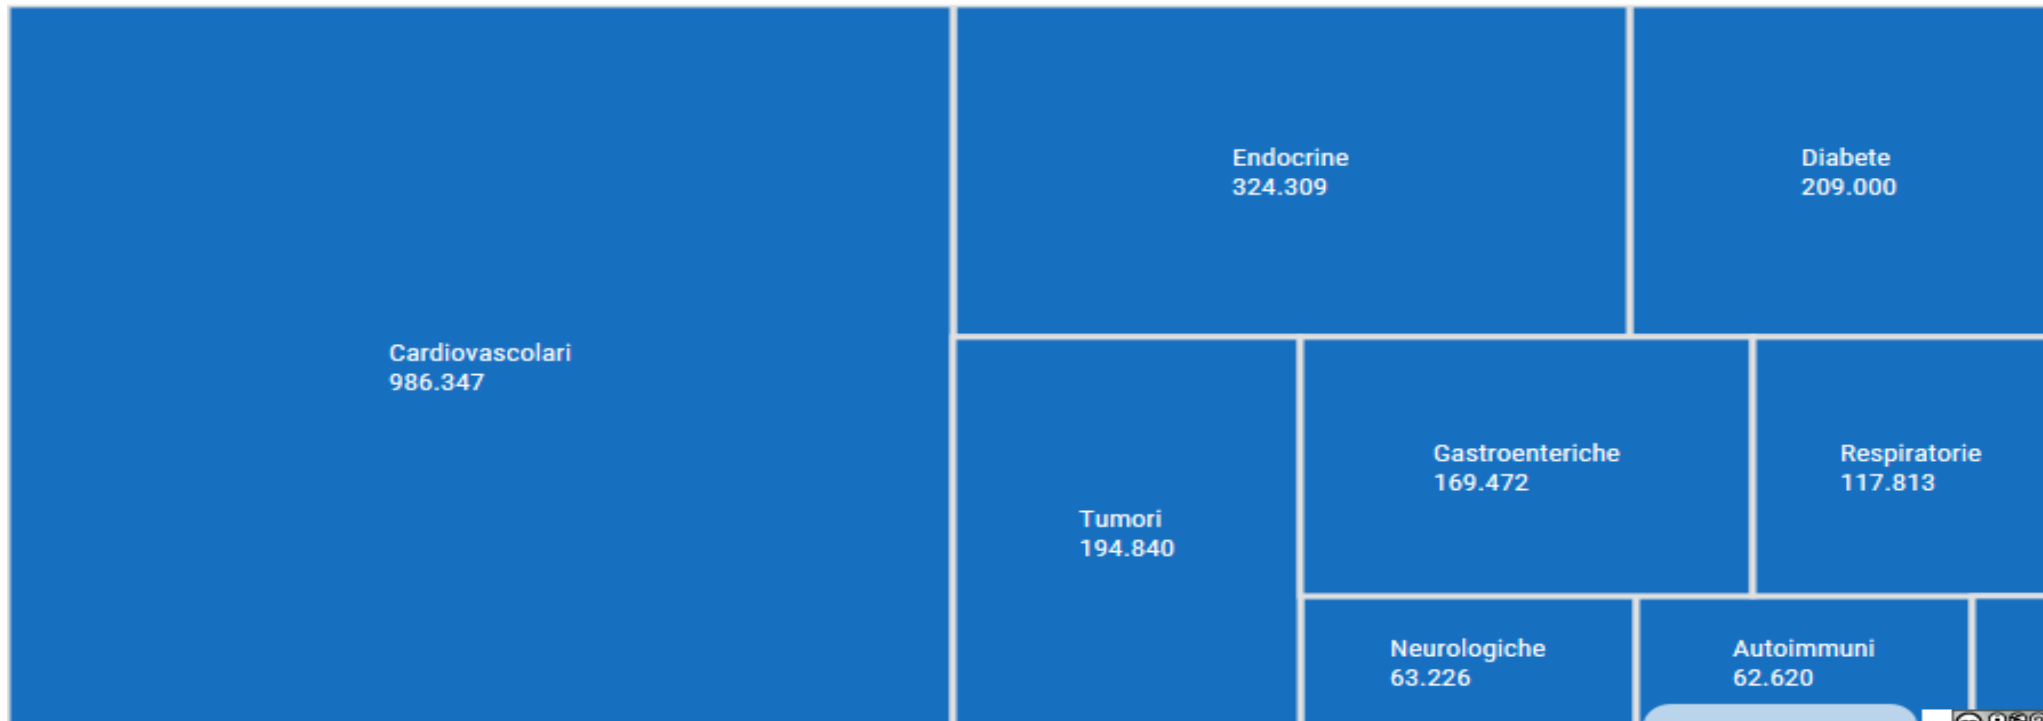 Cardiovascolari
986.347
Endocrine
324.309
Diabete
209.000
Tumori
194.840
Gastroenteriche
169.472
Respiratorie
117.813
Neurologiche
63.226
Autoimmuni
62.620